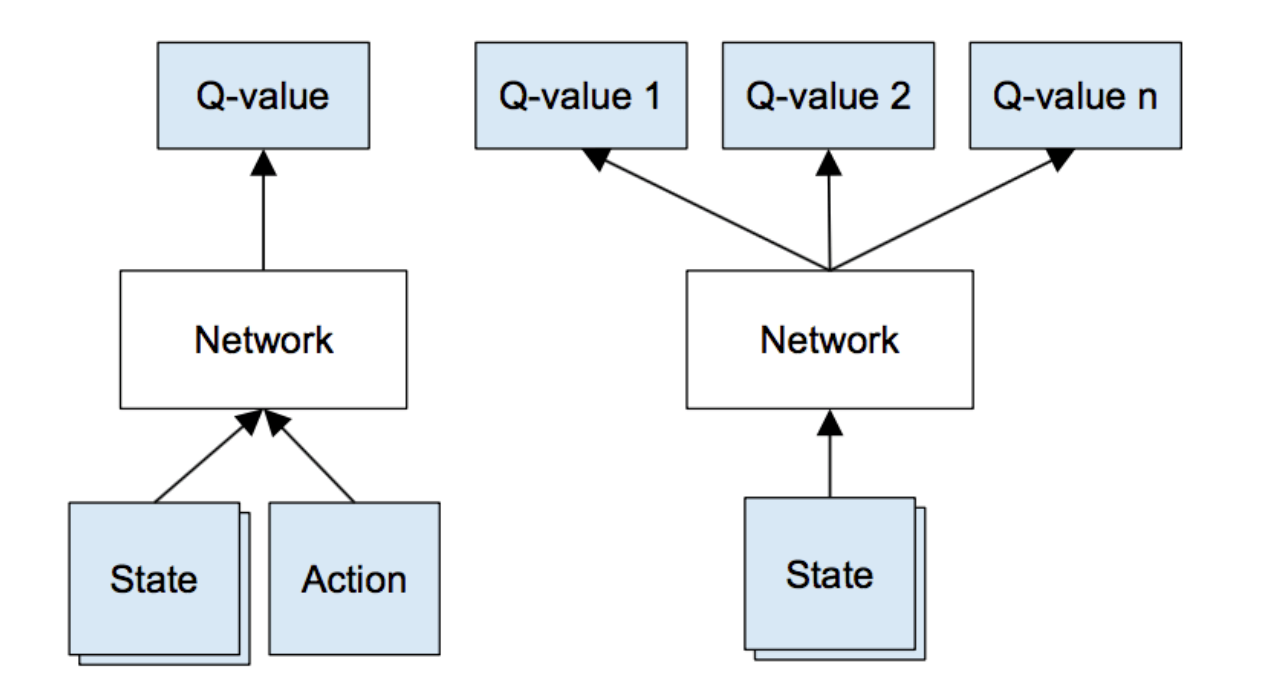 Q-value
Q-value 1
Q-value 2
Q-value n
Network
Network
State
Action
State